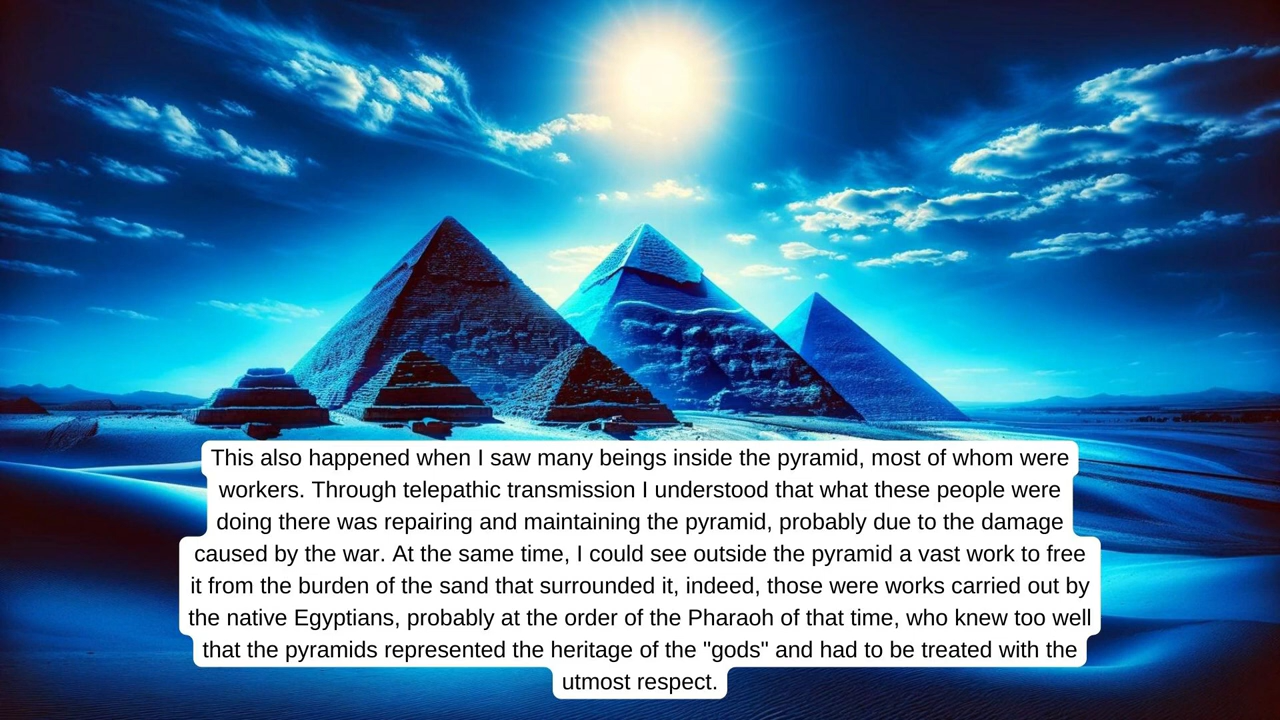 This also happened when I saw many beings inside the pyramid, most of whom were
workers. Through telepathic transmission I understood that what these people were
doing there was repairing and maintaining the pyramid, probably due to the damage
caused by the war. At the same time, I could see outside the pyramid a vast work to free
it from the burden of the sand that surrounded it, indeed, those were works carried out by
the native Egyptians, probably at the order of the Pharaoh of that time, who knew too well
that the pyramids represented the heritage of the "gods" and had to be treated with the
utmost respect.